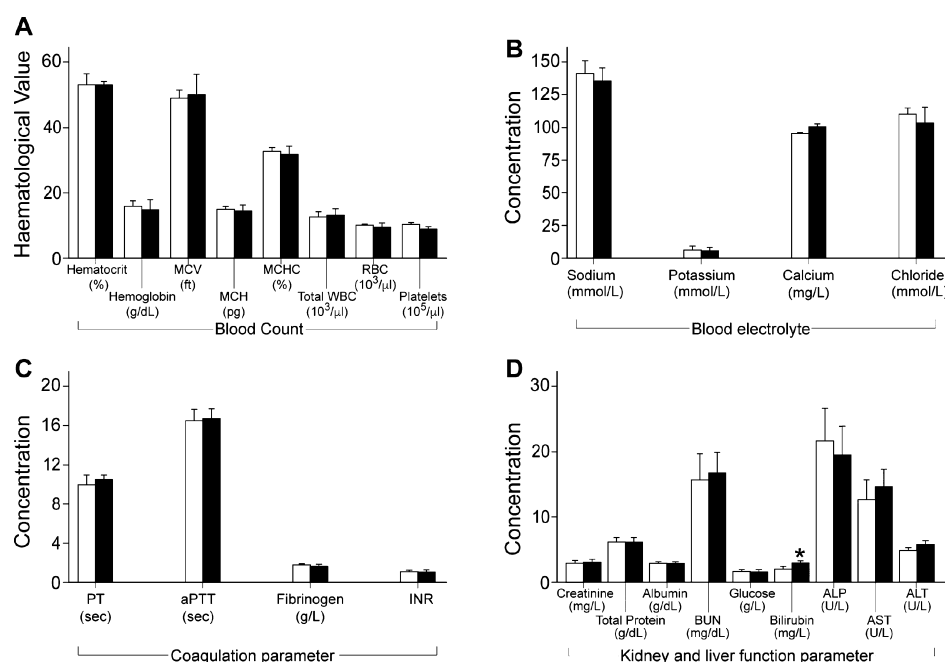 A
Haematological Value
60
40
20
0
Hematocrit
(%)
Hemoglobin
(g/dL)
MCV
(ft)
MCH
(pg)
MCHC
(%)
Total WBC
(10³/μl)
RBC
(10³/μl)
Platelets
(10⁵/μl)
Blood Count
B
Concentration
150
125
100
75
50
25
0
Sodium
(mmol/L)
Potassium
(mmol/L)
Calcium
(mg/L)
Chloride
(mmol/L)
Blood electrolyte
C
Concentration
20
16
12
8
4
0
PT
(sec)
aPTT
(sec)
Fibrinogen
(g/L)
INR
Coagulation parameter
D
Concentration
30
20
10
0
*
Creatinine
(mg/L)
Total Protein
(g/dL)
Albumin
(g/dL)
BUN
(mg/dL)
Glucose
(g/L)
Bilirubin
(mg/L)
ALP
(U/L)
AST
(U/L)
ALT
(U/L)
Kidney and liver function parameter